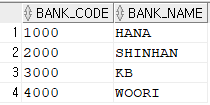 BANK_CODE BANK_NAME
1 1000 HANA
2 2000 SHINHAN
3 3000 KB
4 4000 WOORI